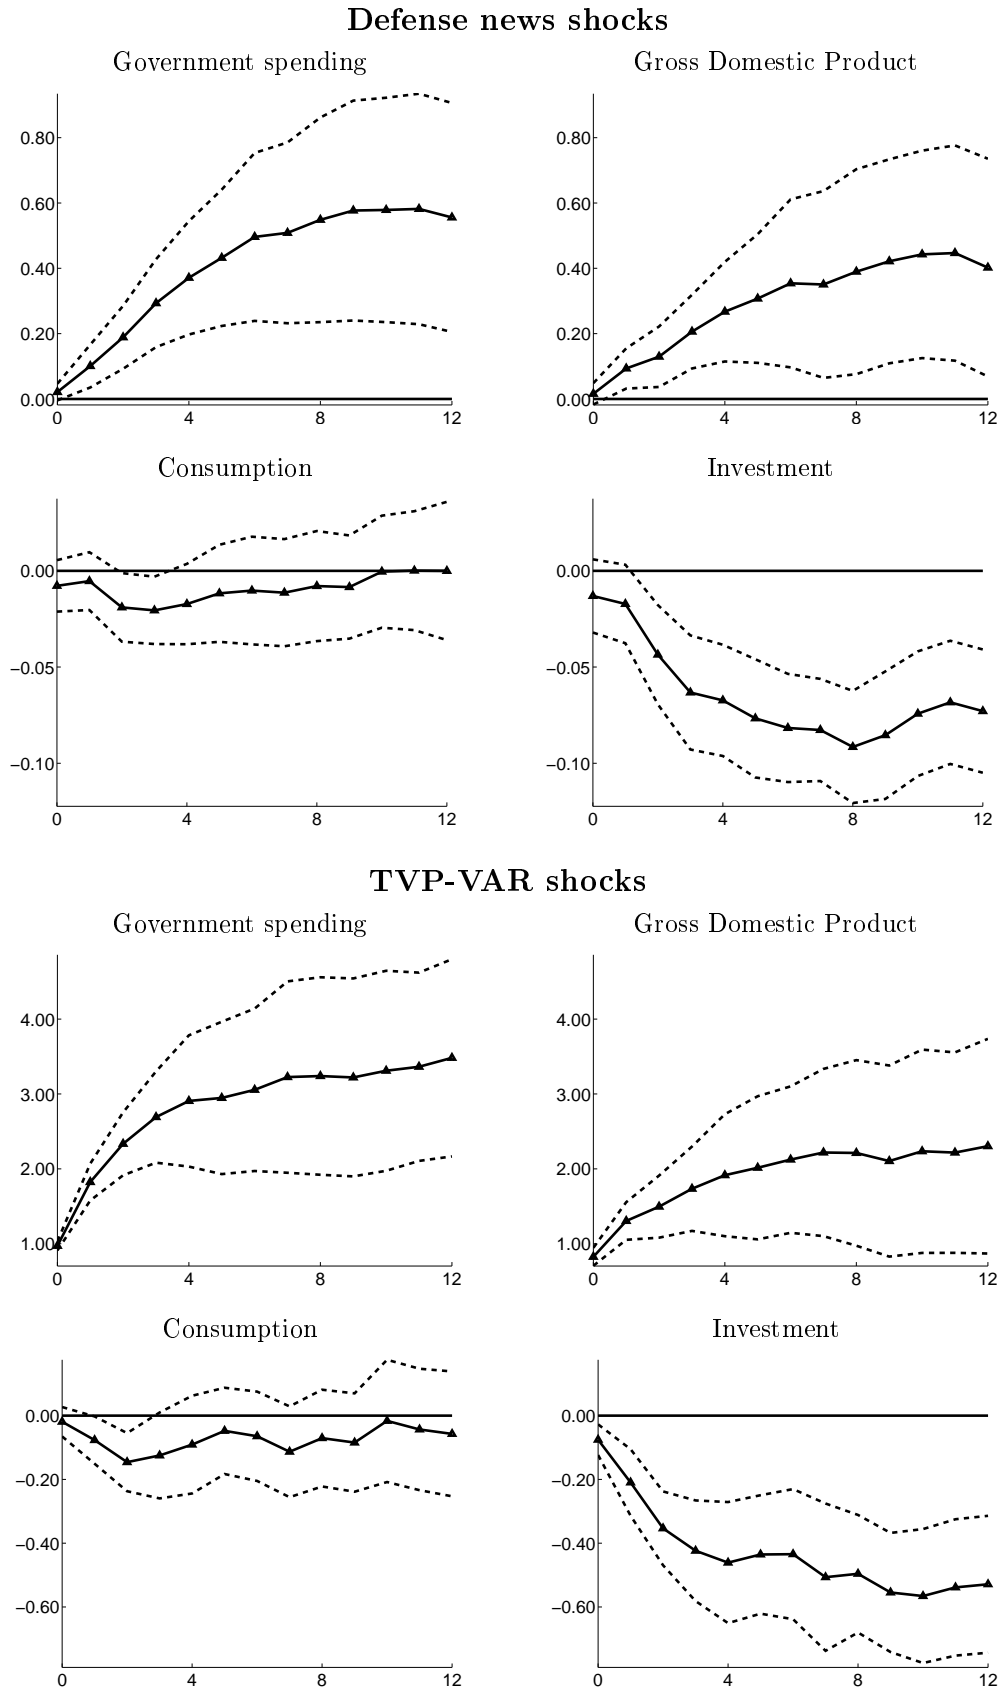 Defense news shocks
Government spending
Gross Domestic Product
0.80
0.60
0.40
0.20
0.00
0 4 8 12
0.80
0.60
0.40
0.20
0.00
0 4 8 12
Consumption
Investment
0.00
−0.05
−0.10
0 4 8 12
0.00
−0.05
−0.10
0 4 8 12
TVP-VAR shocks
Government spending
Gross Domestic Product
4.00
3.00
2.00
1.00
0 4 8 12
4.00
3.00
2.00
1.00
0 4 8 12
Consumption
Investment
0.00
−0.20
−0.40
−0.60
0 4 8 12
0.00
−0.20
−0.40
−0.60
0 4 8 12